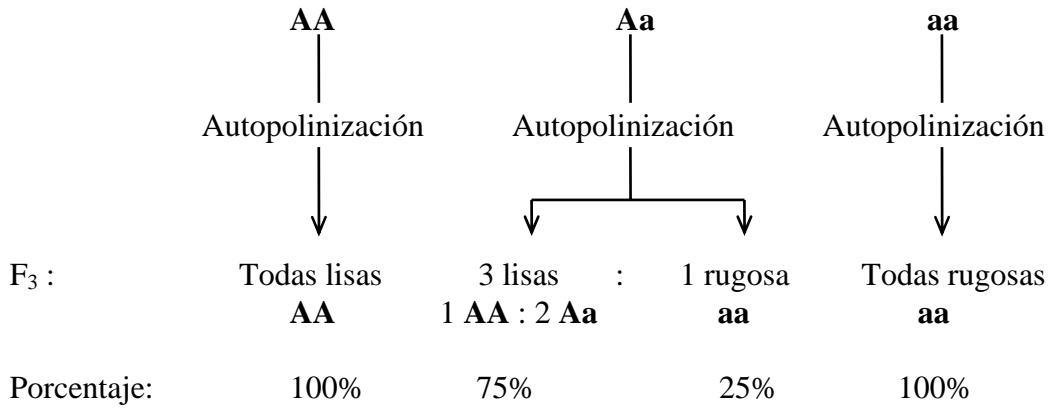 AA Aa aa
Autopolinización Autopolinización Autopolinización
F₃ : Todas lisas 3 lisas : 1 rugosa Todas rugosas
AA 1 AA : 2 Aa aa aa
Porcentaje: 100% 75% 25% 100%